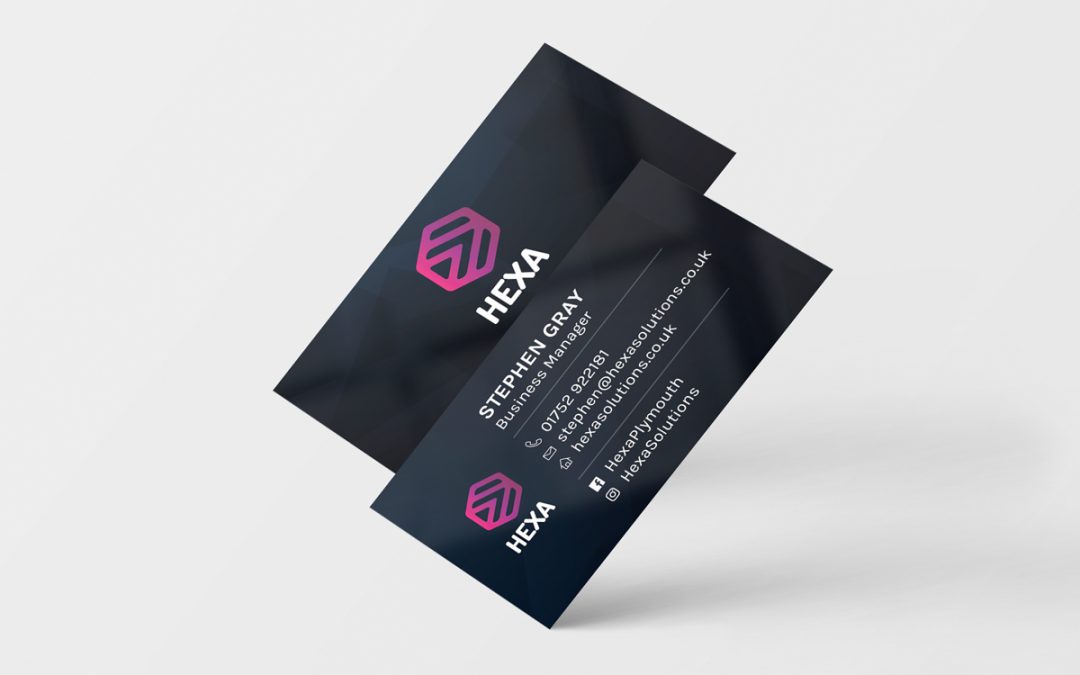 HEXA
STEPHEN GRAY
Business Manager
01752 922181
stephen@hexasolutions.co.uk
hexasolutions.co.uk
HexaPlymouth
HexaSolutions
HEXA